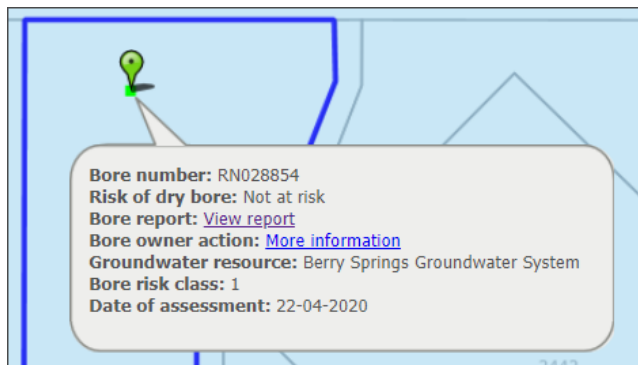 Bore number: RN028854
Risk of dry bore: Not at risk
Bore report: View report
Bore owner action: More information
Groundwater resource: Berry Springs Groundwater System
Bore risk class: 1
Date of assessment: 22-04-2020